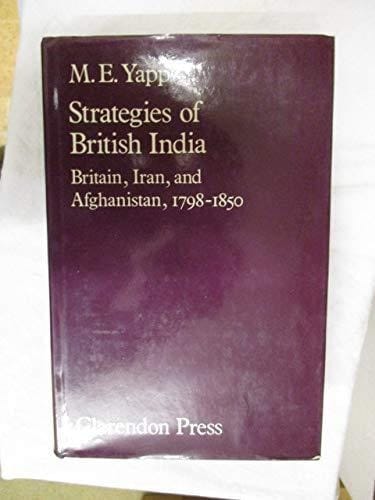 M. E. Yapp
Strategies of
British India
Britain, Iran, and
Afghanistan, 1798-1850
Clarendon Press